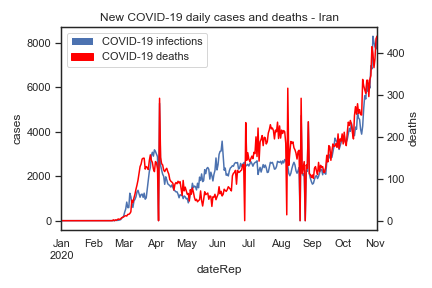 New COVID-19 daily cases and deaths - Iran
COVID-19 infections
COVID-19 deaths
8000
6000
4000
2000
0
cases
400
300
200
100
0
deaths
Jan Feb Mar Apr May Jun Jul Aug Sep Oct Nov
2020
dateRep